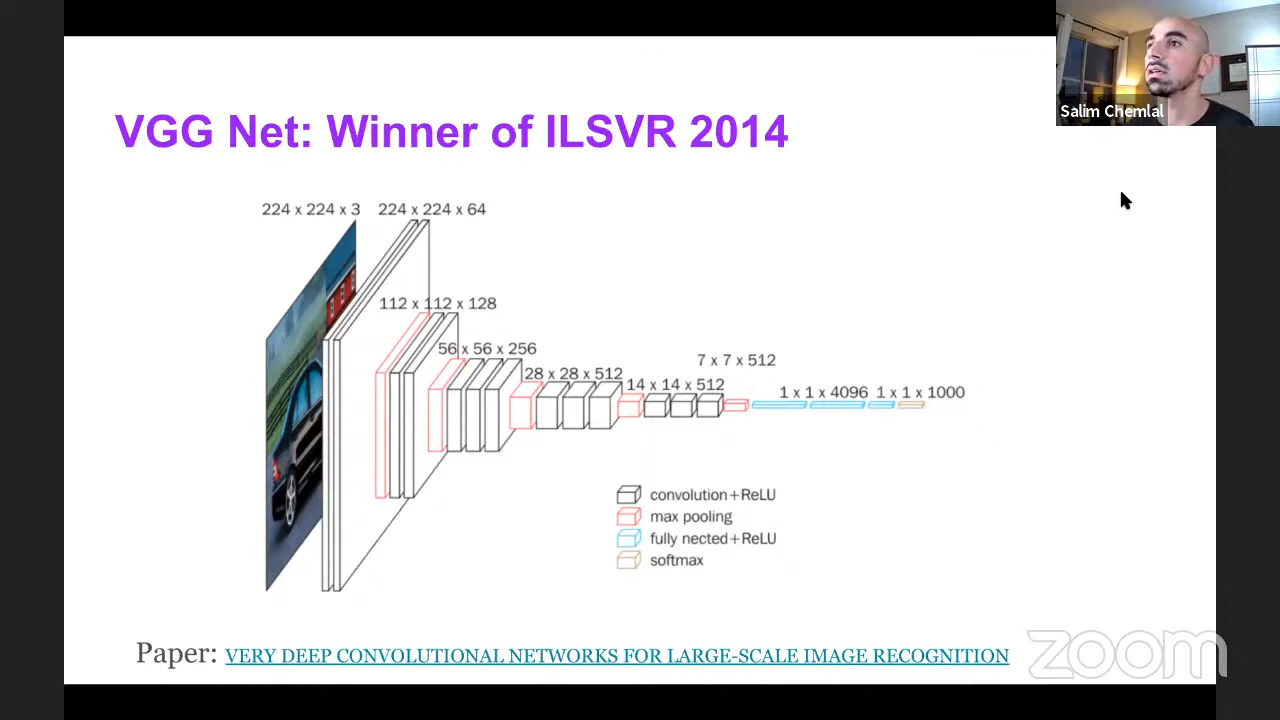 Salim Chemlal
VGG Net: Winner of ILSVR 2014
224 x 224 x 3 224 x 224 x 64
112 x 112 x 128
56 x 56 x 256
28 x 28 x 512
14 x 14 x 512
7 x 7 x 512
1 x 1 x 4096 1 x 1 x 1000
convolution+ReLU
max pooling
fully nected+ReLU
softmax
Paper: VERY DEEP CONVOLUTIONAL NETWORKS FOR LARGE-SCALE IMAGE RECOGNITION
zoom